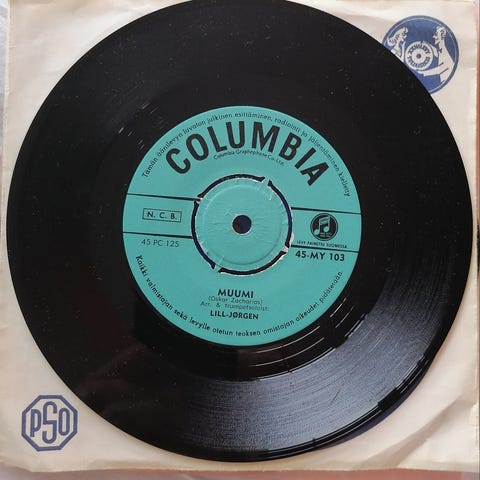 Tämän äänilevyn luvaton julkinen esittäminen, radiointi ja jäljentäminen kielletty
COLUMBIA
Columbia Graphophone Co. Ltd.
N. C. B.
LEVY PAINETTU SUOMESSA
45 PC 125
45-MY 103
MUUMI
(Oskar Zacharias)
Arr. & trumpetsoloist:
LILL-JØRGEN
Kaikki valmistajan sekä levylle otetun teoksen omistajan oikeudet pidätetään.
PSO